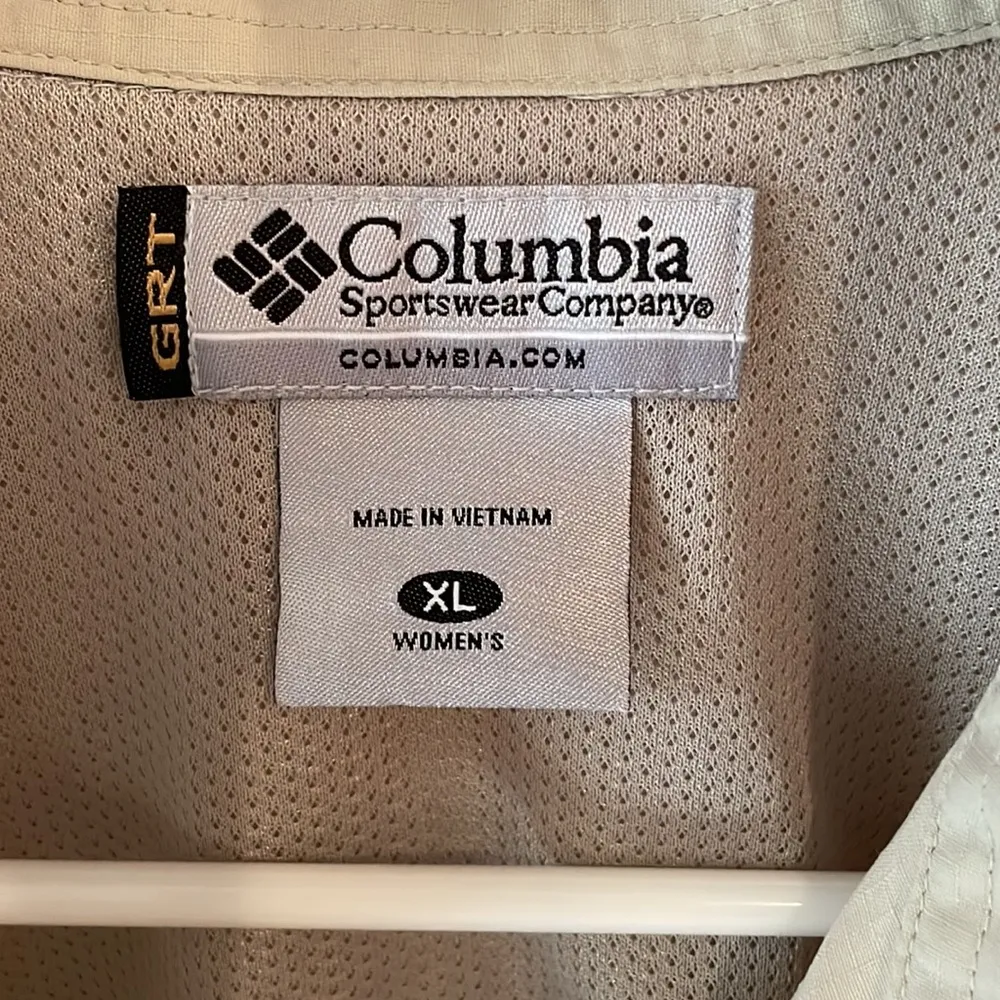 GRT
Columbia
Sportswear Company®
COLUMBIA.COM
MADE IN VIETNAM
XL
WOMEN'S